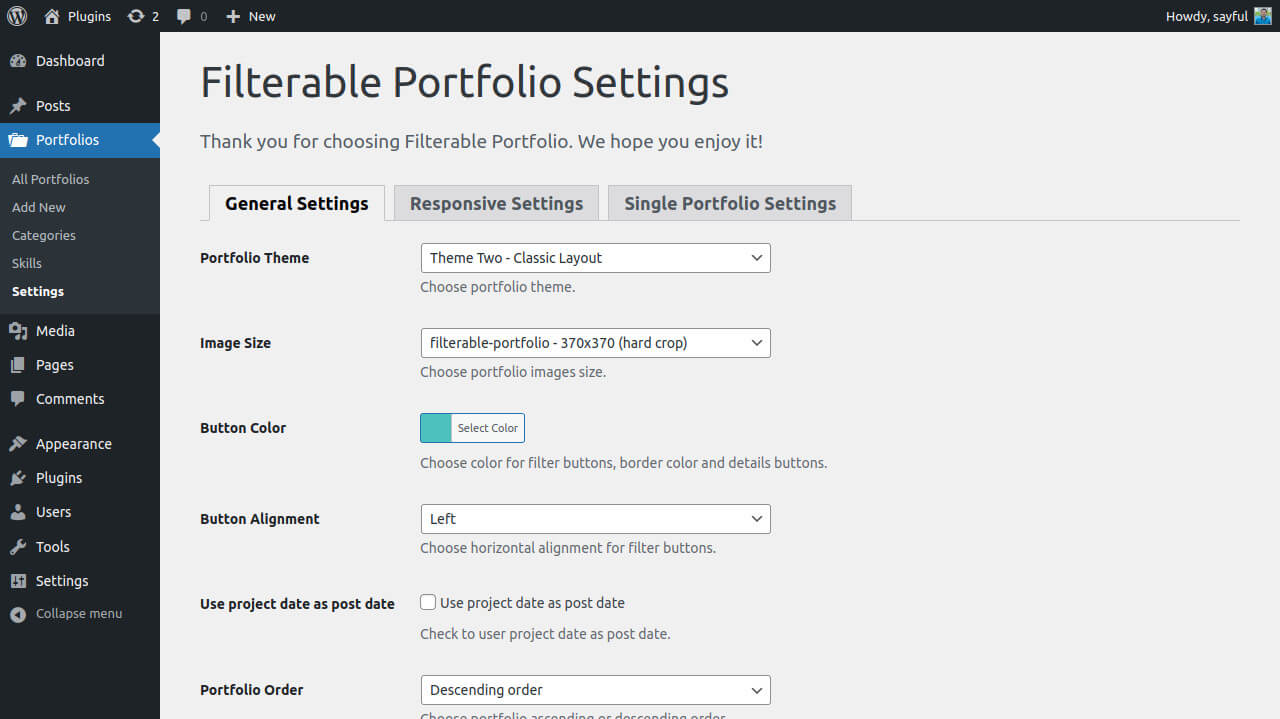 Plugins 2 0 New Howdy, sayful
Dashboard
Posts
Portfolios
All Portfolios
Add New
Categories
Skills
Settings
Media
Pages
Comments
Appearance
Plugins
Users
Tools
Settings
Collapse menu
Filterable Portfolio Settings
Thank you for choosing Filterable Portfolio. We hope you enjoy it!
General Settings Responsive Settings Single Portfolio Settings
Portfolio Theme Theme Two - Classic Layout
Choose portfolio theme.
Image Size filterable-portfolio - 370x370 (hard crop)
Choose portfolio images size.
Button Color Select Color
Choose color for filter buttons, border color and details buttons.
Button Alignment Left
Choose horizontal alignment for filter buttons.
Use project date as post date Use project date as post date
Check to user project date as post date.
Portfolio Order Descending order
Choose portfolio ascending or descending order.